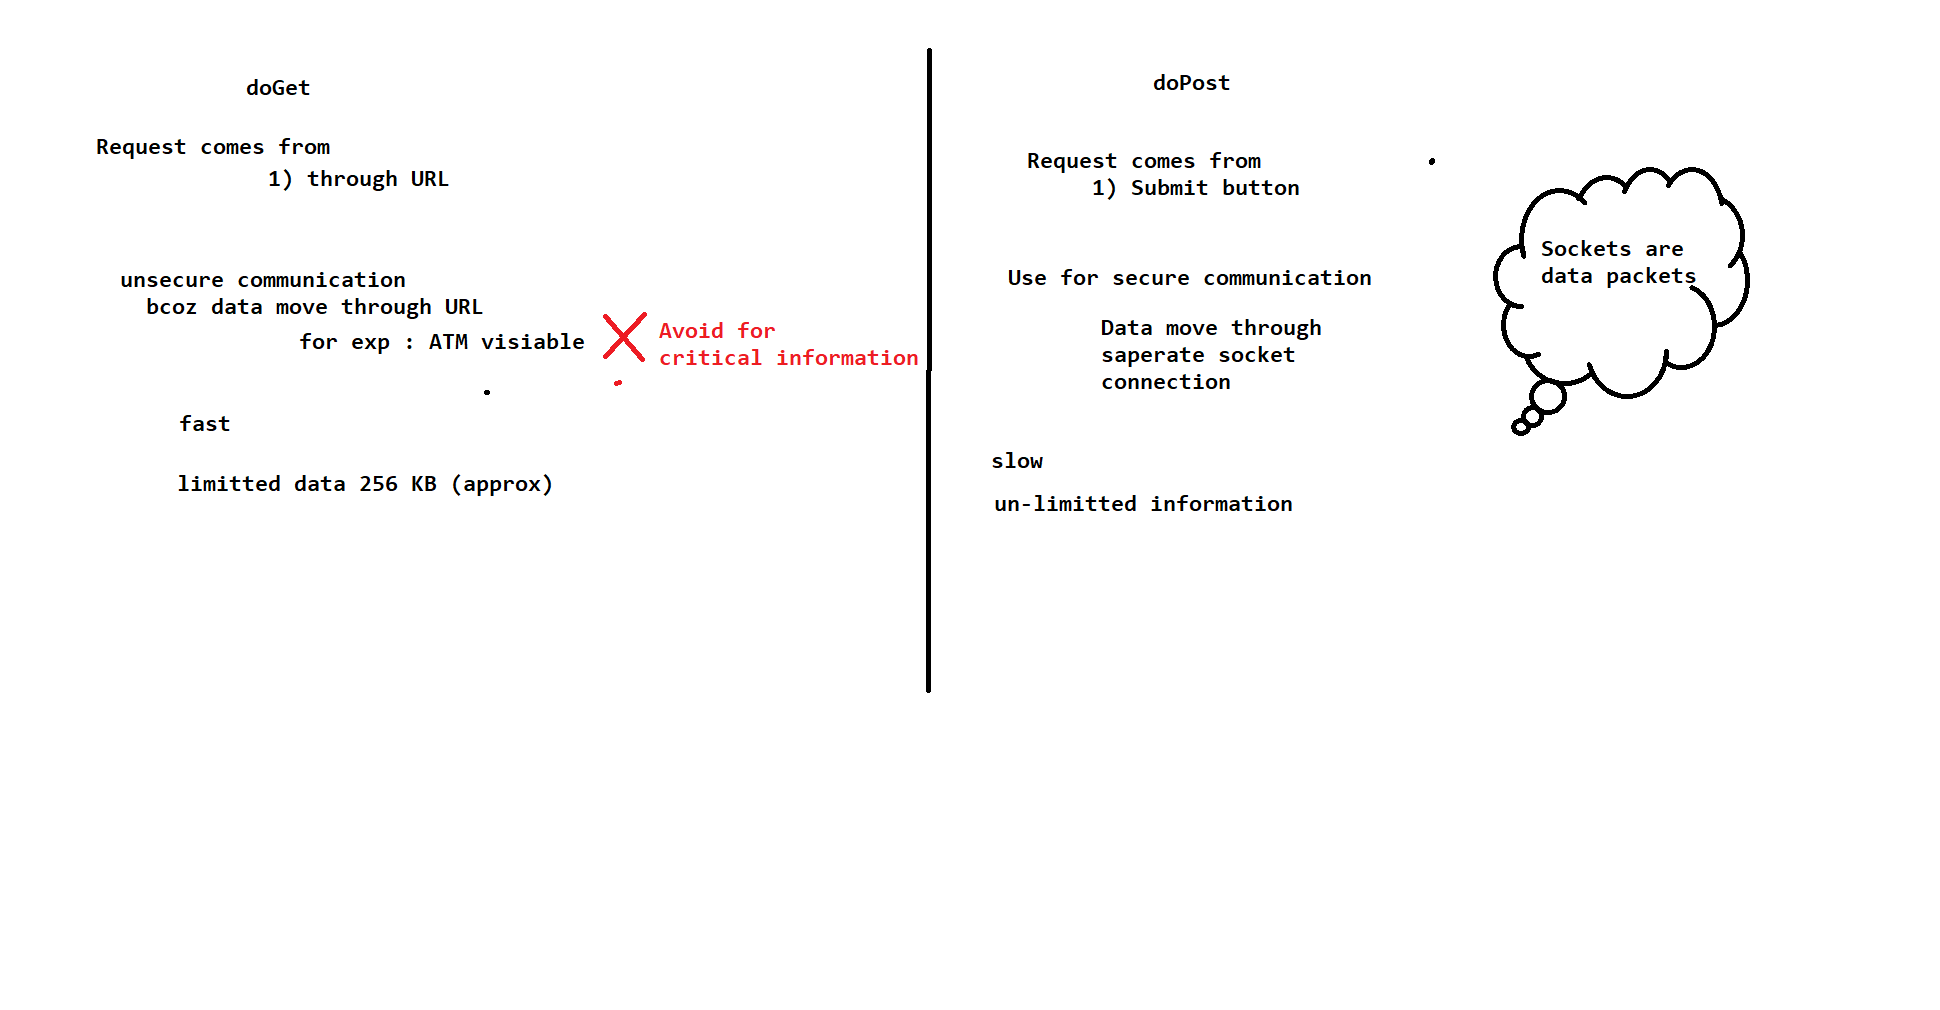 doGet
Request comes from
1) through URL
unsecure communication
bcoz data move through URL
for exp : ATM visiable
Avoid for
critical information
fast
limitted data 256 KB (approx)
doPost
Request comes from
1) Submit button
Use for secure communication
Data move through
saperate socket
connection
slow
un-limitted information
Sockets are
data packets